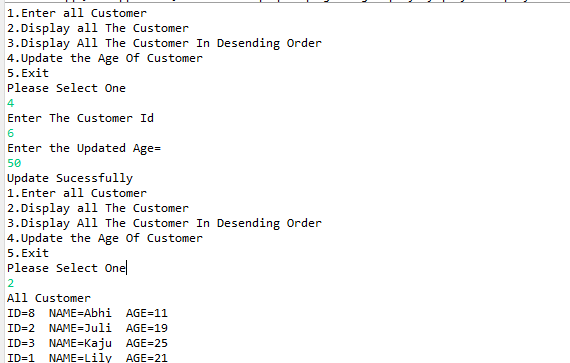 1.Enter all Customer
2.Display all The Customer
3.Display All The Customer In Desending Order
4.Update the Age Of Customer
5.Exit
Please Select One
4
Enter The Customer Id
6
Enter the Updated Age=
50
Update Sucessfully
1.Enter all Customer
2.Display all The Customer
3.Display All The Customer In Desending Order
4.Update the Age Of Customer
5.Exit
Please Select One
2
All Customer
ID=8  NAME=Abhi  AGE=11
ID=2  NAME=Juli  AGE=19
ID=3  NAME=Kaju  AGE=25
ID=1  NAME=Lily  AGE=21